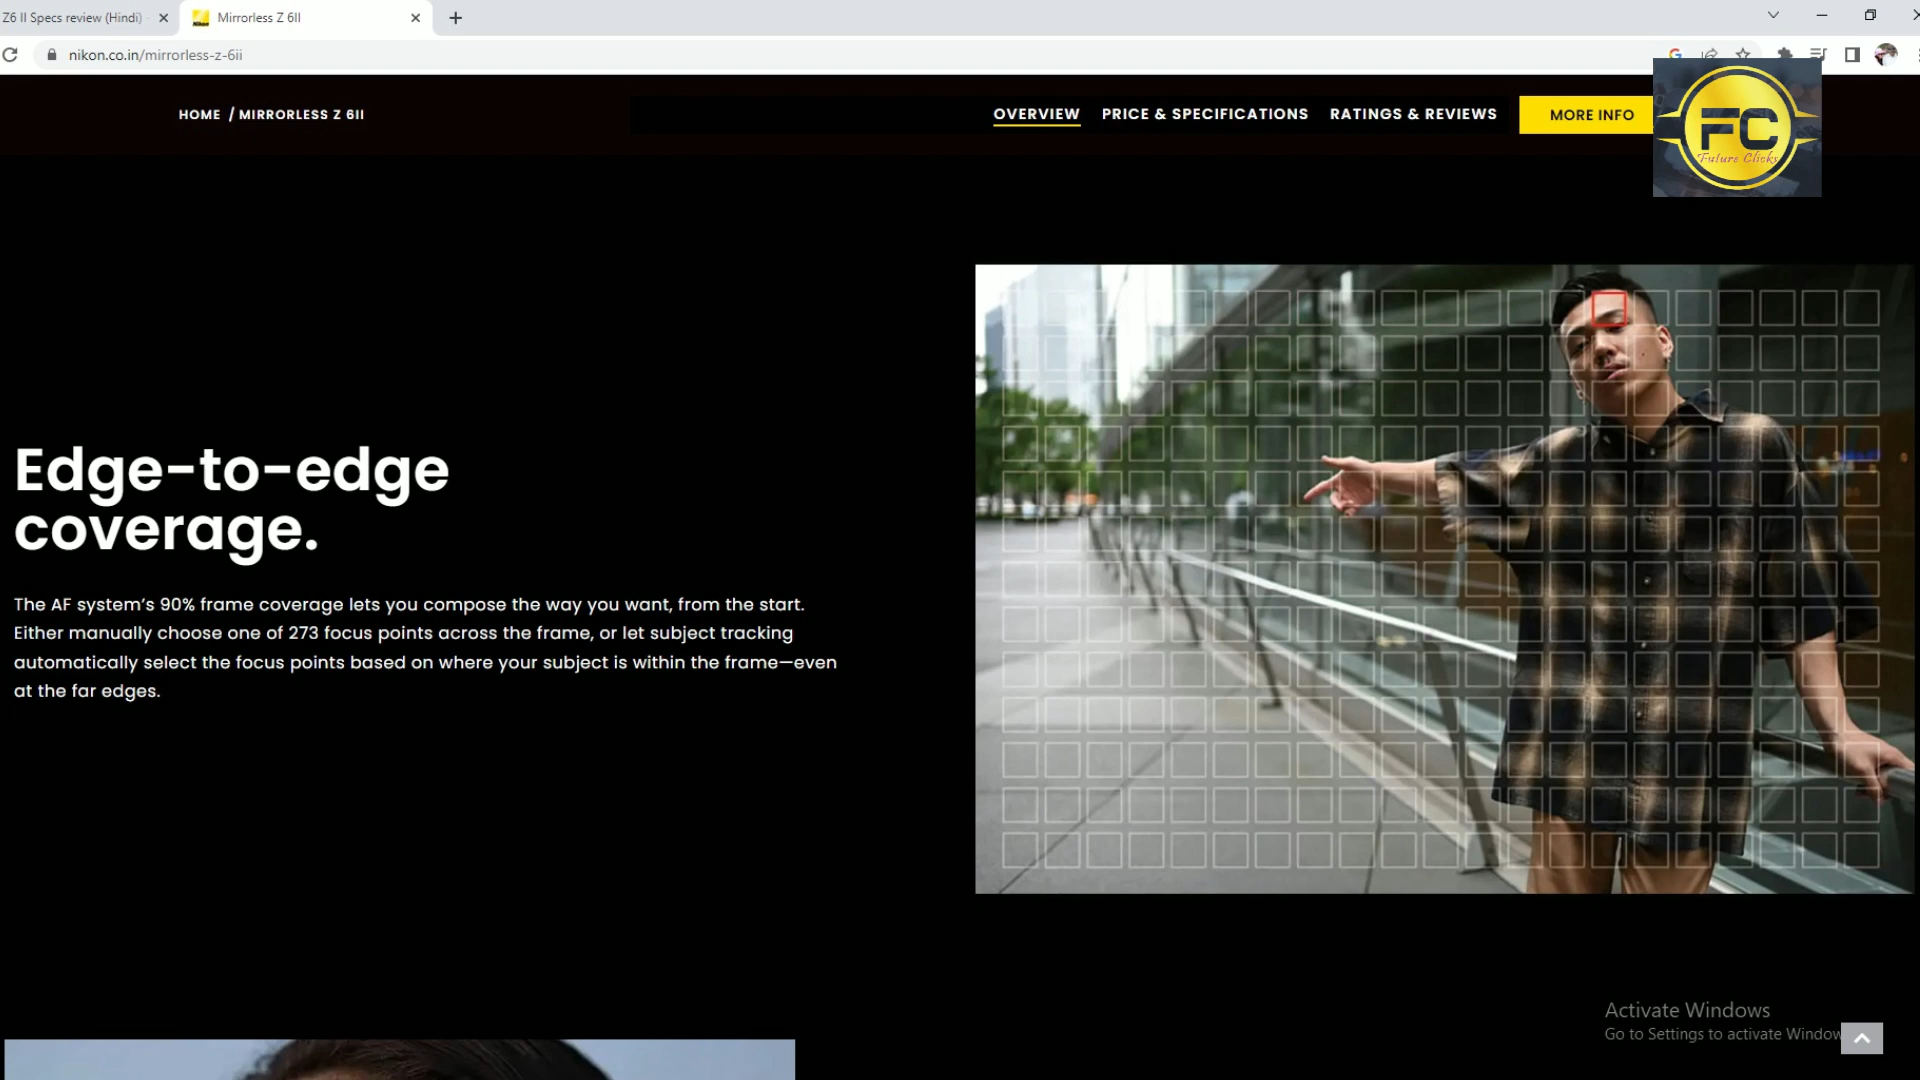 Z6 II Specs review (Hindi)
Mirrorless Z 6II
nikon.co.in/mirrorless-z-6ii
HOME / MIRRORLESS Z 6II
OVERVIEW
PRICE & SPECIFICATIONS
RATINGS & REVIEWS
MORE INFO
FC
Future Clicks
Edge-to-edge
coverage.
The AF system’s 90% frame coverage lets you compose the way you want, from the start.
Either manually choose one of 273 focus points across the frame, or let subject tracking
automatically select the focus points based on where your subject is within the frame—even
at the far edges.
Activate Windows
Go to Settings to activate Window